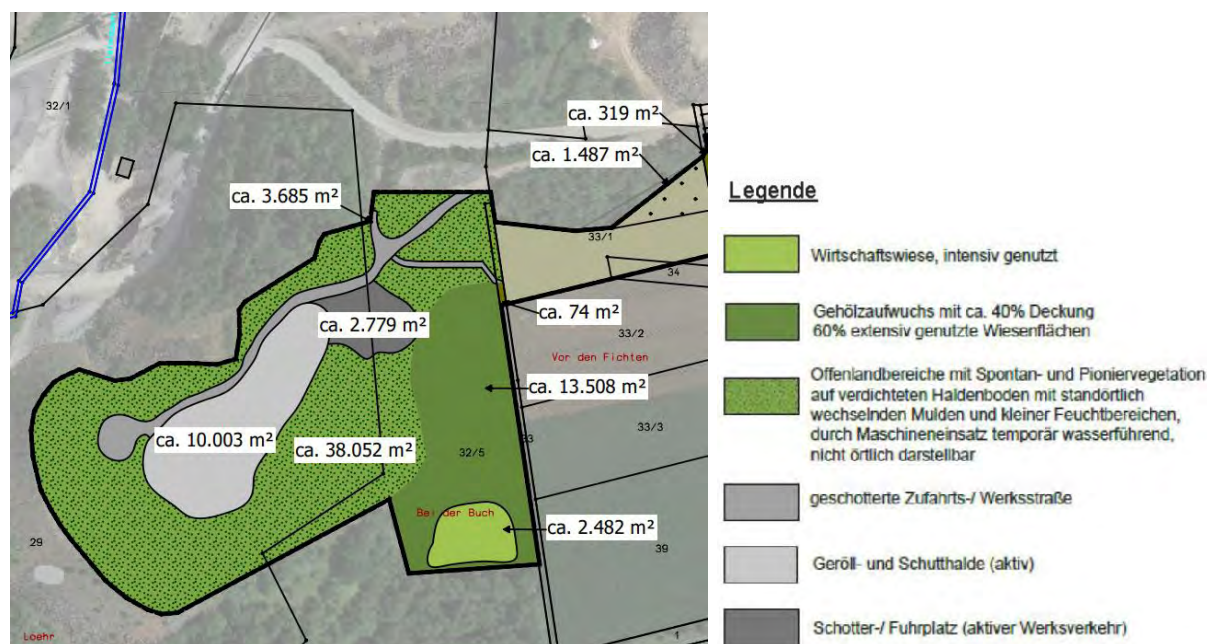 32/1
ca. 319 m²
ca. 1.487 m²
ca. 3.685 m²
33/1
34
ca. 74 m²
ca. 2.779 m²
33/2
Vor den Fichten
ca. 13.508 m²
ca. 10.003 m²
ca. 38.052 m²
32/5
33
33/3
Bei der Buch
ca. 2.482 m²
29
39
Loehr
1
Legende
Wirtschaftswiese, intensiv genutzt
Gehölzaufwuchs mit ca. 40% Deckung
60% extensiv genutzte Wiesenflächen
Offenlandbereiche mit Spontan- und Pioniervegetation
auf verdichteten Haldenboden mit standörtlich
wechselnden Mulden und kleiner Feuchtbereichen,
durch Maschineneinsatz temporär wasserführend,
nicht örtlich darstellbar
geschotterte Zufahrts-/ Werksstraße
Geröll- und Schutthalde (aktiv)
Schotter-/ Fuhrplatz (aktiver Werksverkehr)